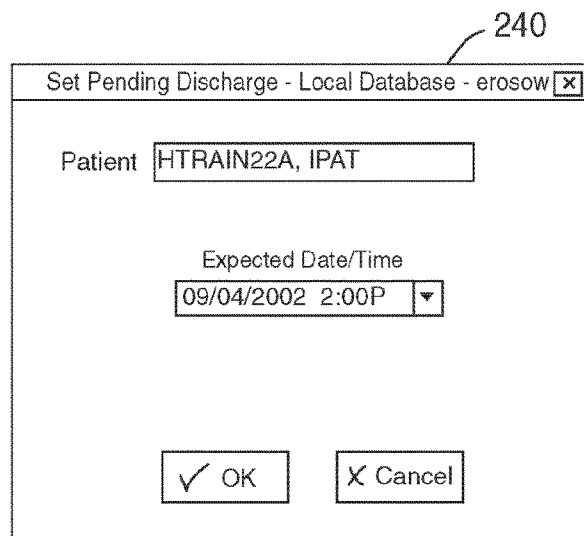 240
Set Pending Discharge - Local Database - erosow
Patient HTRAIN22A, IPAT
Expected Date/Time
09/04/2002 2:00P
OK Cancel